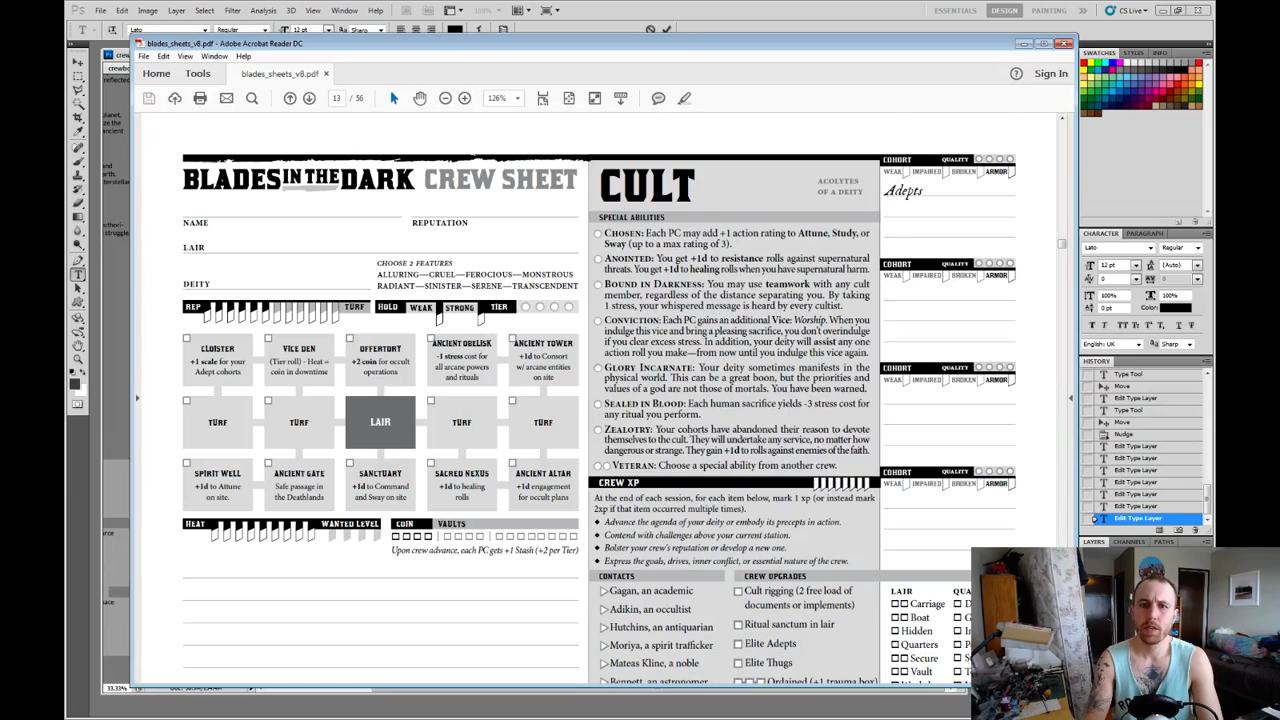 File Edit Image Layer Select Filter Analysis 3D View Window Help
ESSENTIALS DESIGN PAINTING CS Live
Lato Regular 12 pt Sharp
blades_sheets_v8.pdf - Adobe Acrobat Reader DC
File Edit View Window Help
Home Tools blades_sheets_v8.pdf × Sign In
13 / 56 126%
BLADES IN THE DARK CREW SHEET
NAME REPUTATION
LAIR
CHOOSE 2 FEATURES
ALLURING—CRUEL—FEROCIOUS—MONSTROUS
DEITY RADIANT—SINISTER—SERENE—TRANSCENDENT
REP TURF HOLD WEAK STRONG TIER
CLOISTER
+1 scale for your
Adept cohorts
VICE DEN
(Tier roll) - Heat =
coin in downtime
OFFERTORY
+2 coin for occult
operations
ANCIENT OBELISK
-1 stress cost for
all arcane powers
and rituals
ANCIENT TOWER
+1d to Consort
w/ arcane entities
on site
TURF TURF LAIR TURF TURF
SPIRIT WELL
+1d to Attune
on site.
ANCIENT GATE
Safe passage in
the Deathlands
SANCTUARY
+1d to Command
and Sway on site
SACRED NEXUS
+1d to healing
rolls
ANCIENT ALTAR
+1d engagement
for occult plans
HEAT WANTED LEVEL COIN VAULTS
Upon crew advance, each PC gets +1 Stash (+2 per Tier)
CULT
ACOLYTES
OF A DEITY
SPECIAL ABILITIES
CHOSEN: Each PC may add +1 action rating to Attune, Study, or
Sway (up to a max rating of 3).
ANOINTED: You get +1d to resistance rolls against supernatural
threats. You get +1d to healing rolls when you have supernatural harm.
BOUND IN DARKNESS: You may use teamwork with any cult
member, regardless of the distance separating you. By taking
1 stress, your whispered message is heard by every cultist.
CONVICTION: Each PC gains an additional Vice: Worship. When you
indulge this vice and bring a pleasing sacrifice, you don't overindulge
if you clear excess stress. In addition, your deity will assist any one
action roll you make—from now until you indulge this vice again.
GLORY INCARNATE: Your deity sometimes manifests in the
physical world. This can be a great boon, but the priorities and
values of a god are not those of mortals. You have been warned.
SEALED IN BLOOD: Each human sacrifice yields -3 stress cost for
any ritual you perform.
ZEALOTRY: Your cohorts have abandoned their reason to devote
themselves to the cult. They will undertake any service, no matter how
dangerous or strange. They gain +1d to rolls against enemies of the faith.
VETERAN: Choose a special ability from another crew.
CREW XP
At the end of each session, for each item below, mark 1 xp (or instead mark
2xp if that item occurred multiple times).
Advance the agenda of your deity or embody its precepts in action.
Contend with challenges above your current station.
Bolster your crew's reputation or develop a new one.
Express the goals, drives, inner conflict, or essential nature of the crew.
CONTACTS
Gagan, an academic
Adikin, an occultist
Hutchins, an antiquarian
Moriya, a spirit trafficker
Mateas Kline, a noble
Bennett, an astronomer
CREW UPGRADES
Cult rigging (2 free load of
documents or implements)
Ritual sanctum in lair
Elite Adepts
Elite Thugs
Ordained (+1 trauma box)
COHORT QUALITY
WEAK IMPAIRED BROKEN ARMOR
Adepts
COHORT QUALITY
WEAK IMPAIRED BROKEN ARMOR
COHORT QUALITY
WEAK IMPAIRED BROKEN ARMOR
COHORT QUALITY
WEAK IMPAIRED BROKEN ARMOR
LAIR
Carriage
Boat
Hidden
Quarters
Secure
Vault
SWATCHES STYLES INFO
CHARACTER PARAGRAPH
Lato Regular
12 pt (Auto)
0 0
100% 100%
0 pt Color:
English: UK Sharp
HISTORY
Type Tool
Move
Edit Type Layer
Type Tool
Move
Nudge
Edit Type Layer
Edit Type Layer
Edit Type Layer
Edit Type Layer
Edit Type Layer
Edit Type Layer
Edit Type Layer
LAYERS CHANNELS PATHS
33.33%